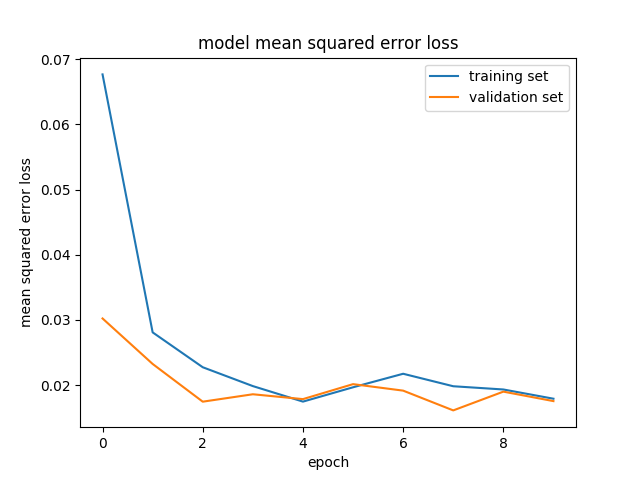 model mean squared error loss
training set
validation set
0.07
0.06
0.05
0.04
0.03
0.02
mean squared error loss
0 2 4 6 8
epoch